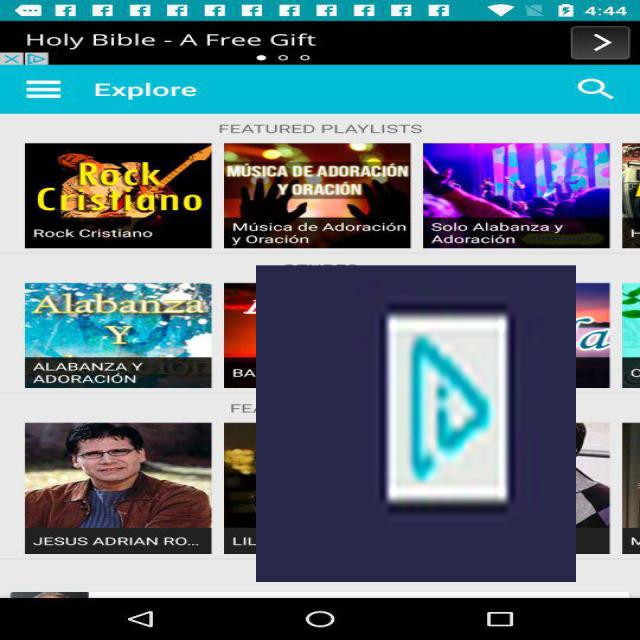 4:44
Holy Bible - A Free Gift
Explore
FEATURED PLAYLISTS
Rock
Cristiano
Rock Cristiano
MÚSICA DE ADORACIÓN
Y ORACIÓN
Música de Adoración
y Oración
Solo Alabanza y
Adoración
Alabanza
Y
ALABANZA Y
ADORACIÓN
BA
JESUS ADRIAN RO...
LIL